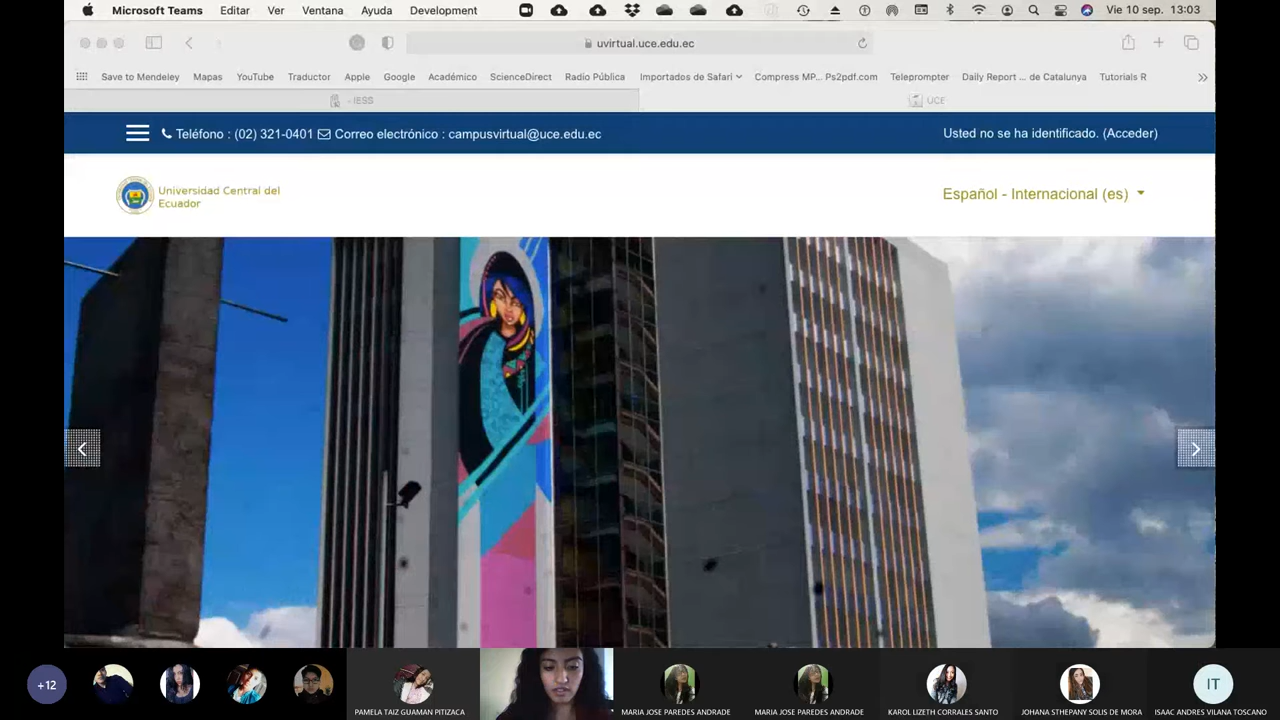 Microsoft Teams Editar Ver Ventana Ayuda Development Vie 10 sep. 13:03
uvirtual.uce.edu.ec
Save to Mendeley Mapas YouTube Traductor Apple Google Académico ScienceDirect Radio Pública Importados de Safari Compress MP... Ps2pdf.com Teleprompter Daily Report ... de Catalunya Tutorials R
- IESS UCE
Teléfono : (02) 321-0401 Correo electrónico : campusvirtual@uce.edu.ec Usted no se ha identificado. (Acceder)
Universidad Central del
Ecuador
Español - Internacional (es)
+12 IT
PAMELA TAIZ GUAMAN PITIZACA MARIA JOSE PAREDES ANDRADE MARIA JOSE PAREDES ANDRADE KAROL LIZETH CORRALES SANTO JOHANA STHEPANY SOLIS DE MORA ISAAC ANDRES VILANA TOSCANO